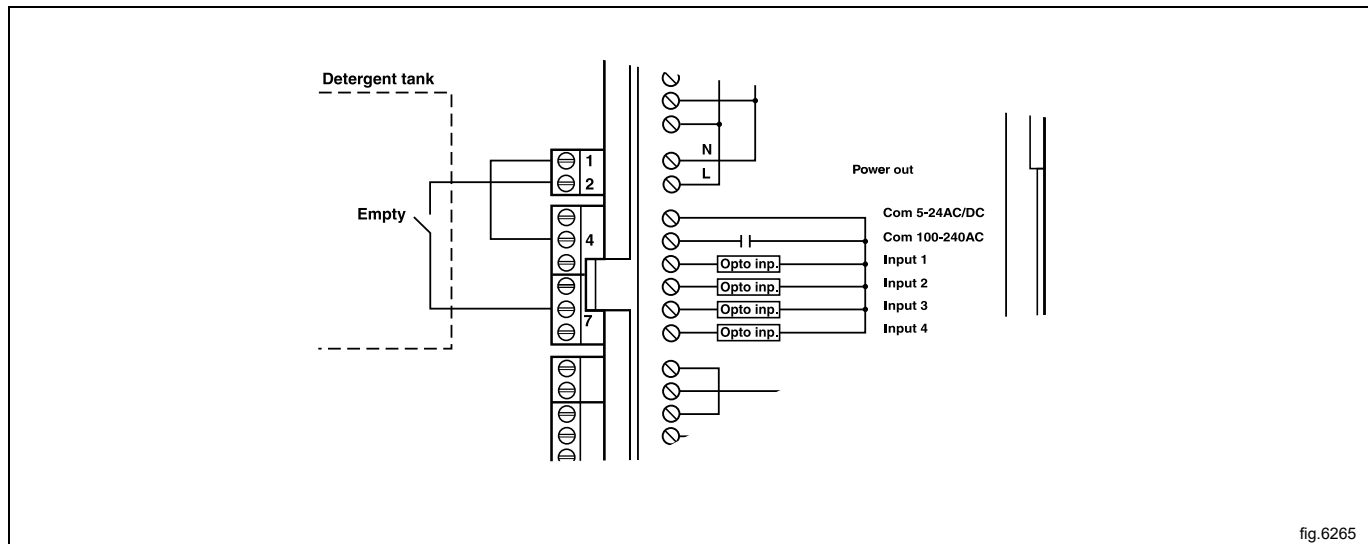 Detergent tank
Empty
1
2
4
7
N
L
Power out
Com 5-24AC/DC
Com 100-240AC
Opto inp. Input 1
Opto inp. Input 2
Opto inp. Input 3
Opto inp. Input 4
fig.6265